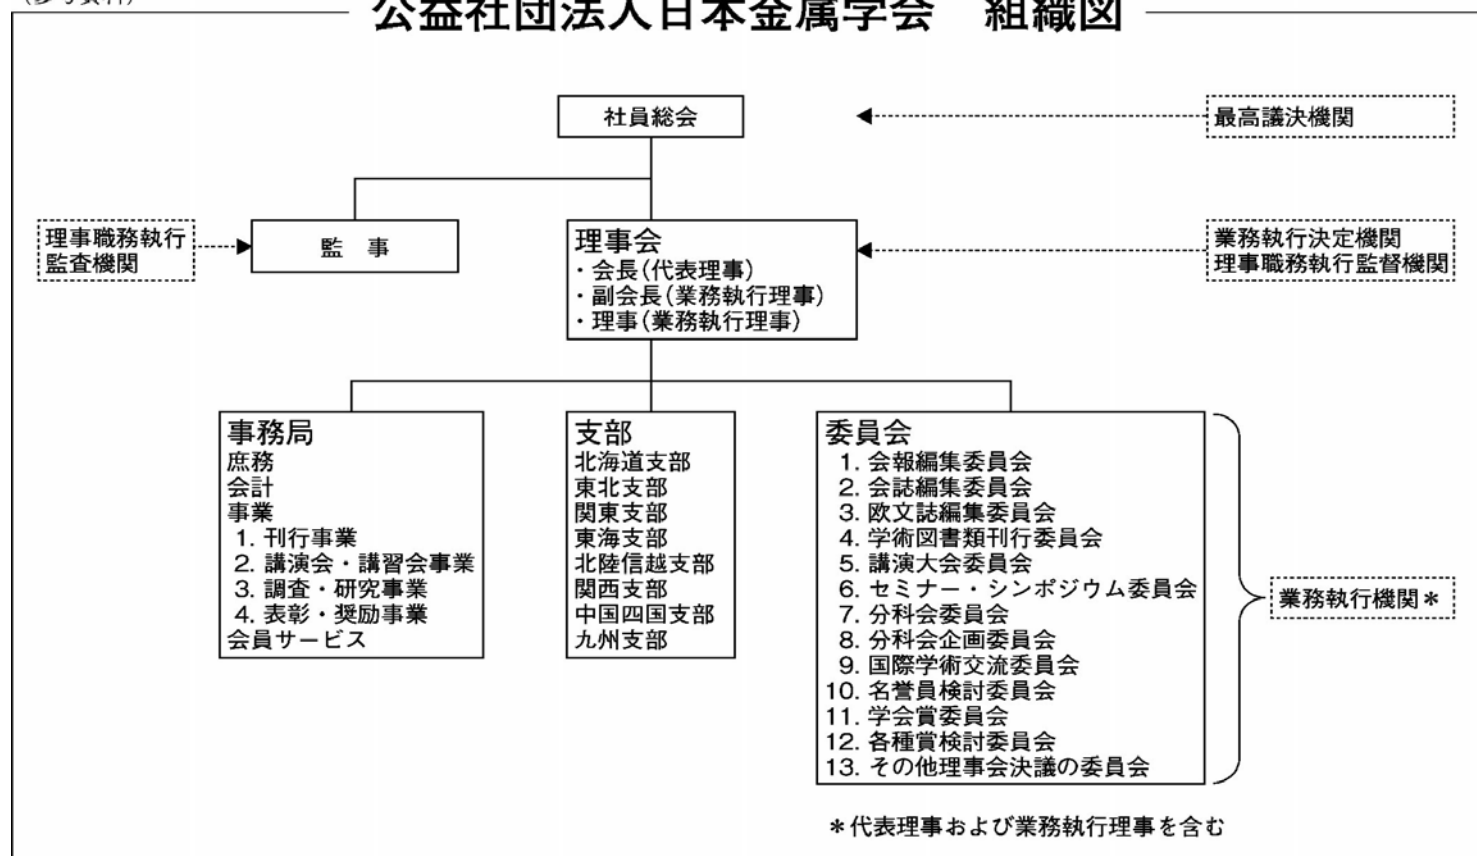 (参考資料)
公益社団法人日本金属学会　組織図
社員総会
最高議決機関
理事職務執行
監査機関
監　事
理事会
・会長(代表理事)
・副会長(業務執行理事)
・理事(業務執行理事)
業務執行決定機関
理事職務執行監督機関
事務局
庶務
会計
事業
1. 刊行事業
2. 講演会・講習会事業
3. 調査・研究事業
4. 表彰・奨励事業
会員サービス
支部
北海道支部
東北支部
関東支部
東海支部
北陸信越支部
関西支部
中国四国支部
九州支部
委員会
1. 会報編集委員会
2. 会誌編集委員会
3. 欧文誌編集委員会
4. 学術図書類刊行委員会
5. 講演大会委員会
6. セミナー・シンポジウム委員会
7. 分科会委員会
8. 分科会企画委員会
9. 国際学術交流委員会
10. 名誉員検討委員会
11. 学会賞委員会
12. 各種賞検討委員会
13. その他理事会決議の委員会
業務執行機関＊
＊代表理事および業務執行理事を含む